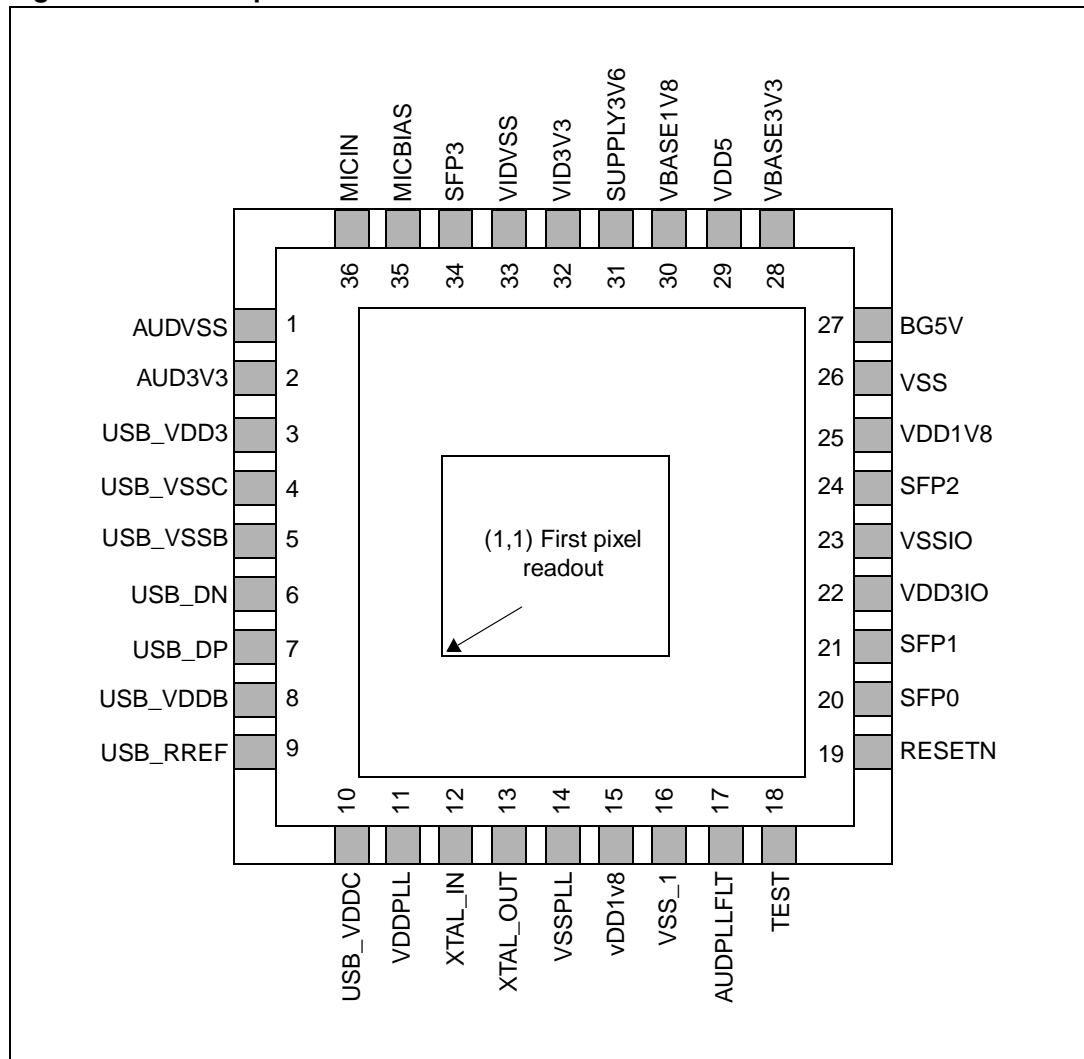 MICIN
MICBIAS
SFP3
VIDVSS
VID3V3
SUPPLY3V6
VBASE1V8
VDD5
VBASE3V3
36
35
34
33
32
31
30
29
28
AUDVSS 1
AUD3V3 2
USB_VDD3 3
USB_VSSC 4
USB_VSSB 5
USB_DN 6
USB_DP 7
USB_VDDB 8
USB_RREF 9
27 BG5V
26 VSS
25 VDD1V8
24 SFP2
23 VSSIO
22 VDD3IO
21 SFP1
20 SFP0
19 RESETN
(1,1) First pixel
readout
10
11
12
13
14
15
16
17
18
USB_VDDC
VDDPLL
XTAL_IN
XTAL_OUT
VSSPLL
vDD1v8
VSS_1
AUDPLLFLT
TEST